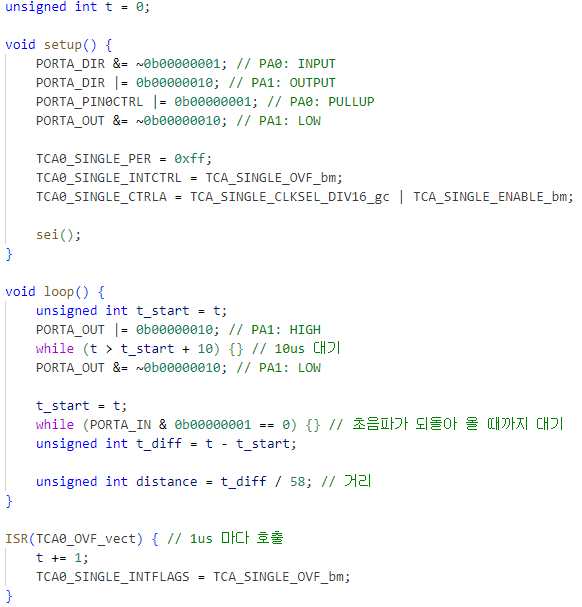 unsigned int t = 0;
void setup() {
PORTA_DIR &= ~0b00000001; // PA0: INPUT
PORTA_DIR |= 0b00000010; // PA1: OUTPUT
PORTA_PIN0CTRL |= 0b00000001; // PA0: PULLUP
PORTA_OUT &= ~0b00000010; // PA1: LOW
TCA0_SINGLE_PER = 0xff;
TCA0_SINGLE_INTCTRL = TCA_SINGLE_OVF_bm;
TCA0_SINGLE_CTRLA = TCA_SINGLE_CLKSEL_DIV16_gc | TCA_SINGLE_ENABLE_bm;
sei();
}
void loop() {
unsigned int t_start = t;
PORTA_OUT |= 0b00000010; // PA1: HIGH
while (t > t_start + 10) {} // 10us 대기
PORTA_OUT &= ~0b00000010; // PA1: LOW
t_start = t;
while (PORTA_IN & 0b00000001 == 0) {} // 초음파가 되돌아 올 때까지 대기
unsigned int t_diff = t - t_start;
unsigned int distance = t_diff / 58; // 거리
}
ISR(TCA0_OVF_vect) { // 1us 마다 호출
t += 1;
TCA0_SINGLE_INTFLAGS = TCA_SINGLE_OVF_bm;
}